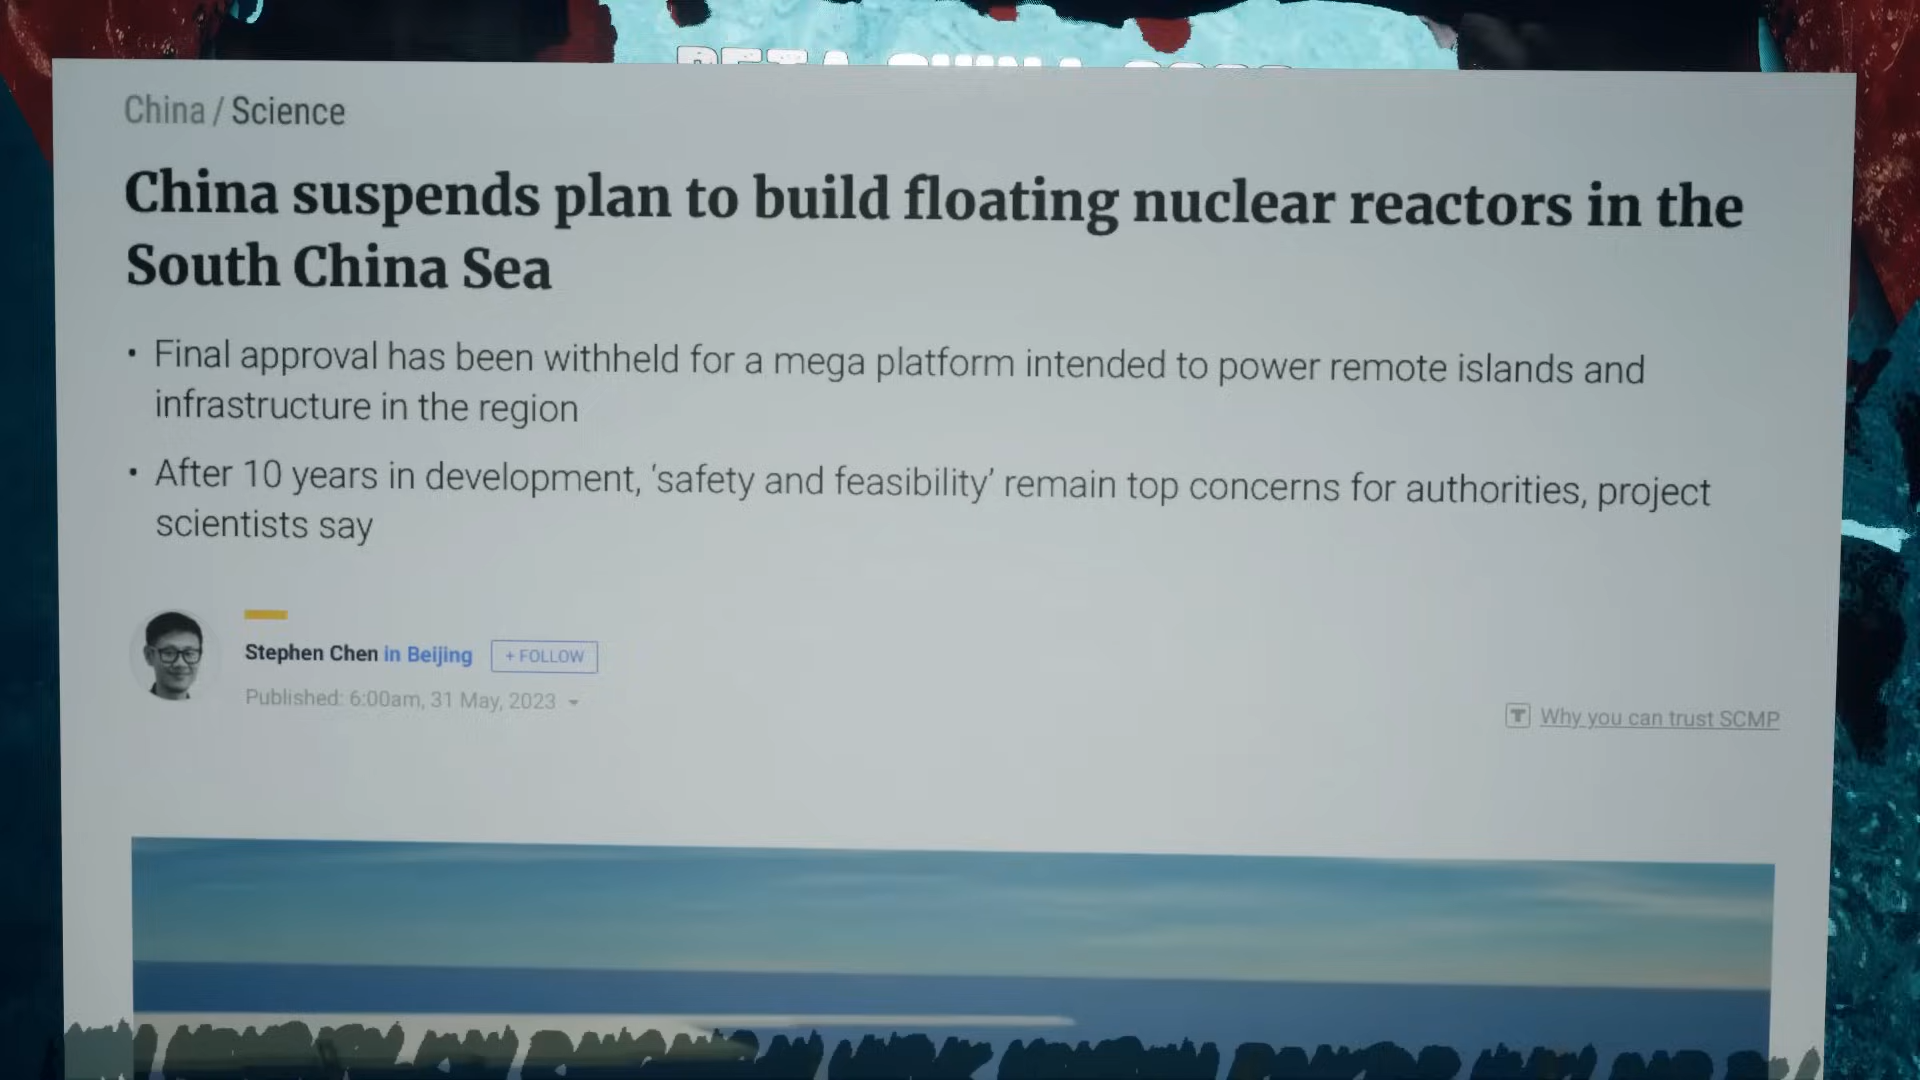 China / Science
China suspends plan to build floating nuclear reactors in the
South China Sea
• Final approval has been withheld for a mega platform intended to power remote islands and
infrastructure in the region
• After 10 years in development, ‘safety and feasibility’ remain top concerns for authorities, project
scientists say
Stephen Chen in Beijing
+ FOLLOW
Published: 6:00am, 31 May, 2023
T Why you can trust SCMP